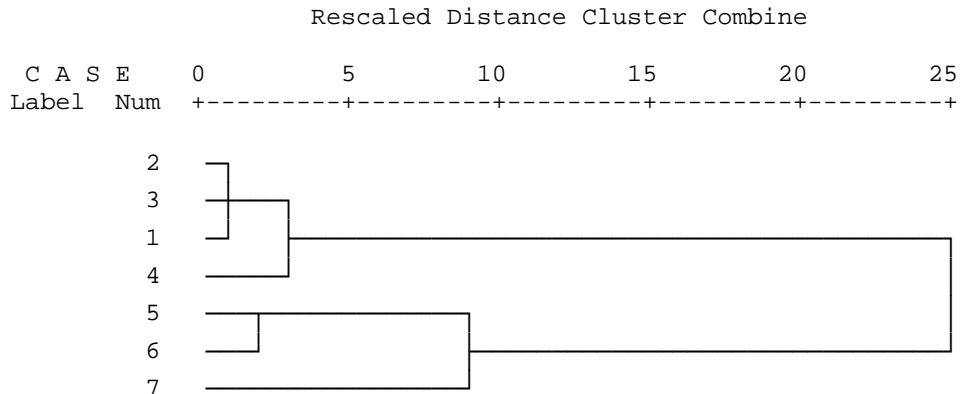 Rescaled Distance Cluster Combine
C A S E 0 5 10 15 20 25
Label Num +---------+---------+---------+---------+---------+
2
3
1
4
5
6
7